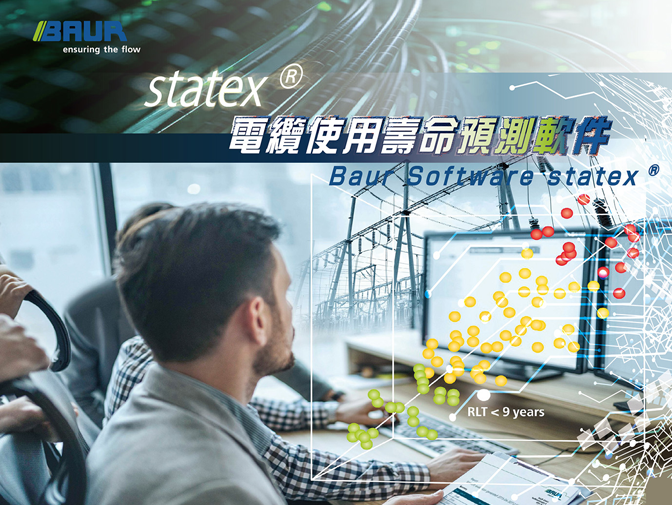 BAUR
ensuring the flow
statex ®
電纜使用壽命預測軟件
Baur Software statex ®
RLT < 9 years
BAUR